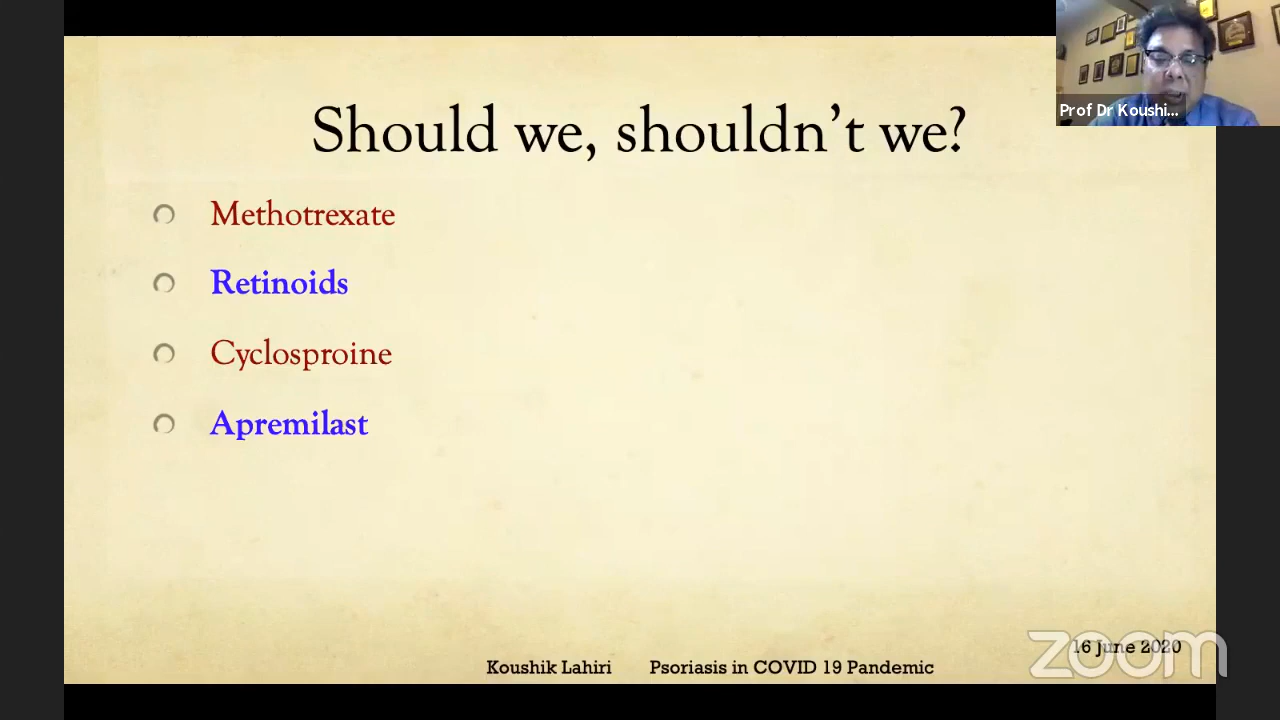 Prof Dr Koushi...
Should we, shouldn't we?
Methotrexate
Retinoids
Cyclosproine
Apremilast
16 June 2020
zoom
Koushik Lahiri Psoriasis in COVID 19 Pandemic